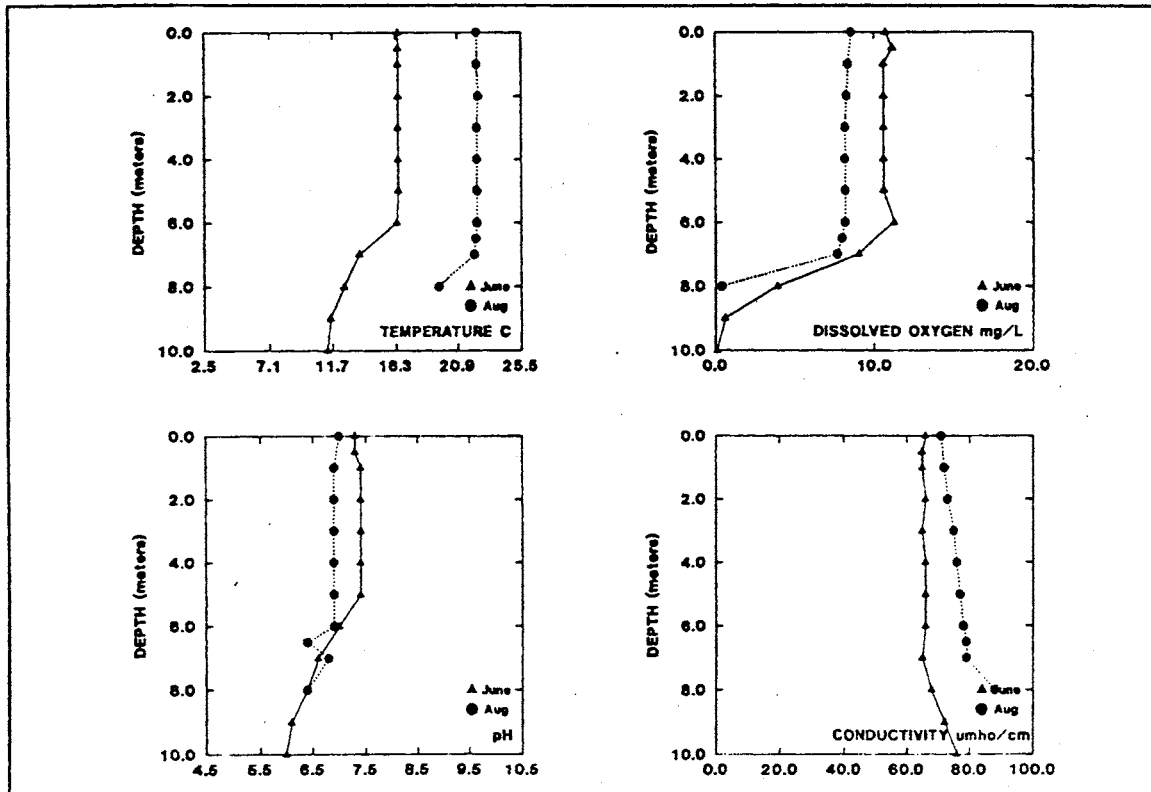 0.0
2.0
4.0
6.0
8.0
10.0
DEPTH (meters)
June
Aug
TEMPERATURE C
2.5 7.1 11.7 16.3 20.9 25.5
0.0
2.0
4.0
6.0
8.0
10.0
DEPTH (meters)
June
Aug
DISSOLVED OXYGEN mg/L
0.0 10.0 20.0
0.0
2.0
4.0
6.0
8.0
10.0
DEPTH (meters)
June
Aug
pH
4.5 5.5 6.5 7.5 8.5 9.5 10.5
0.0
2.0
4.0
6.0
8.0
10.0
DEPTH (meters)
June
Aug
CONDUCTIVITY umho/cm
0.0 20.0 40.0 60.0 80.0 100.0